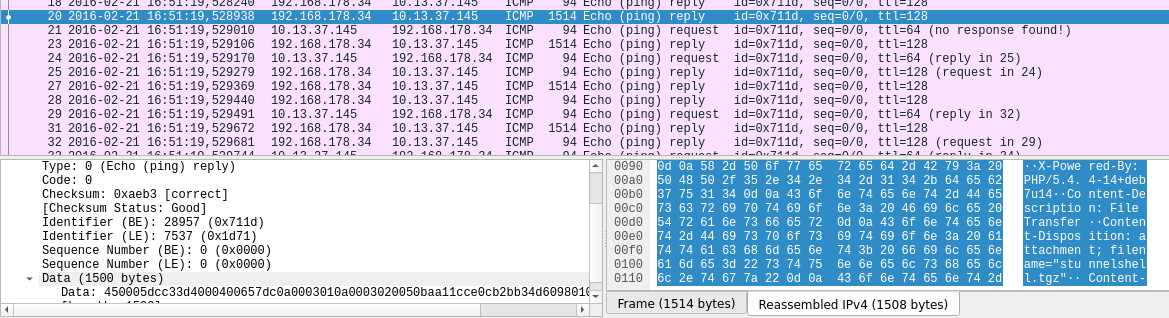 18 2016-02-21 16:51:19,528240 192.168.178.34 10.13.37.145 ICMP 94 Echo (ping) reply id=0x711d, seq=0/0, ttl=128
20 2016-02-21 16:51:19,528938 192.168.178.34 10.13.37.145 ICMP 1514 Echo (ping) reply id=0x711d, seq=0/0, ttl=128
21 2016-02-21 16:51:19,529010 10.13.37.145 192.168.178.34 ICMP 94 Echo (ping) request id=0x711d, seq=0/0, ttl=64 (no response found!)
23 2016-02-21 16:51:19,529106 192.168.178.34 10.13.37.145 ICMP 1514 Echo (ping) reply id=0x711d, seq=0/0, ttl=128
24 2016-02-21 16:51:19,529170 10.13.37.145 192.168.178.34 ICMP 94 Echo (ping) request id=0x711d, seq=0/0, ttl=64 (reply in 25)
25 2016-02-21 16:51:19,529279 192.168.178.34 10.13.37.145 ICMP 94 Echo (ping) reply id=0x711d, seq=0/0, ttl=128 (request in 24)
27 2016-02-21 16:51:19,529369 192.168.178.34 10.13.37.145 ICMP 1514 Echo (ping) reply id=0x711d, seq=0/0, ttl=128
28 2016-02-21 16:51:19,529440 192.168.178.34 10.13.37.145 ICMP 94 Echo (ping) reply id=0x711d, seq=0/0, ttl=128
29 2016-02-21 16:51:19,529491 10.13.37.145 192.168.178.34 ICMP 94 Echo (ping) request id=0x711d, seq=0/0, ttl=64 (reply in 32)
31 2016-02-21 16:51:19,529672 192.168.178.34 10.13.37.145 ICMP 1514 Echo (ping) reply id=0x711d, seq=0/0, ttl=128
32 2016-02-21 16:51:19,529681 192.168.178.34 10.13.37.145 ICMP 94 Echo (ping) reply id=0x711d, seq=0/0, ttl=128 (request in 29)
Type: 0 (Echo (ping) reply)
Code: 0
Checksum: 0xaeb3 [correct]
[Checksum Status: Good]
Identifier (BE): 28957 (0x711d)
Identifier (LE): 7537 (0x1d71)
Sequence Number (BE): 0 (0x0000)
Sequence Number (LE): 0 (0x0000)
Data (1500 bytes)
Data: 450005dcc33d4000400657dc0a0003010a0003020050baa11cce0cb2bb34d6098010
0090 0d 0a 58 2d 50 6f 77 65 72 65 64 2d 42 79 3a 20 ··X-Powe red-By:
00a0 50 48 50 2f 35 2e 34 2e 34 2d 31 34 2b 64 65 62 PHP/5.4. 4-14+deb
00b0 37 75 31 34 0d 0a 43 6f 6e 74 65 6e 74 2d 44 65 7u14··Co ntent-De
00c0 73 63 72 69 70 74 69 6f 6e 3a 20 46 69 6c 65 20 scriptio n: File
00d0 54 72 61 6e 73 66 65 72 0d 0a 43 6f 6e 74 65 6e Transfer ··Conten
00e0 74 2d 44 69 73 70 6f 73 69 74 69 6f 6e 3a 20 61 t-Dispos ition: a
00f0 74 74 61 63 68 6d 65 6e 74 3b 20 66 69 6c 65 6e ttachmen t; filen
0100 61 6d 65 3d 22 73 74 75 6e 6e 65 6c 73 68 65 6c ame="stu nnelshel
0110 6c 2e 74 67 7a 22 0d 0a 43 6f 6e 74 65 6e 74 2d l.tgz"·· Content-
Frame (1514 bytes) Reassembled IPv4 (1508 bytes)